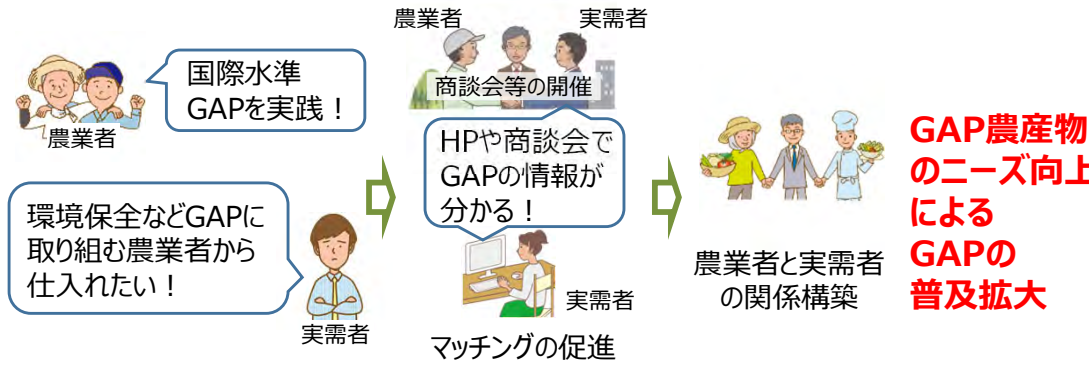 国際水準
GAPを実践！
農業者
環境保全などGAPに
取り組む農業者から
仕入れたい！
実需者
農業者
実需者
商談会等の開催
HPや商談会で
GAPの情報が
分かる！
実需者
マッチングの促進
農業者と実需者
の関係構築
GAP農産物
のニーズ向上
による
GAPの
普及拡大